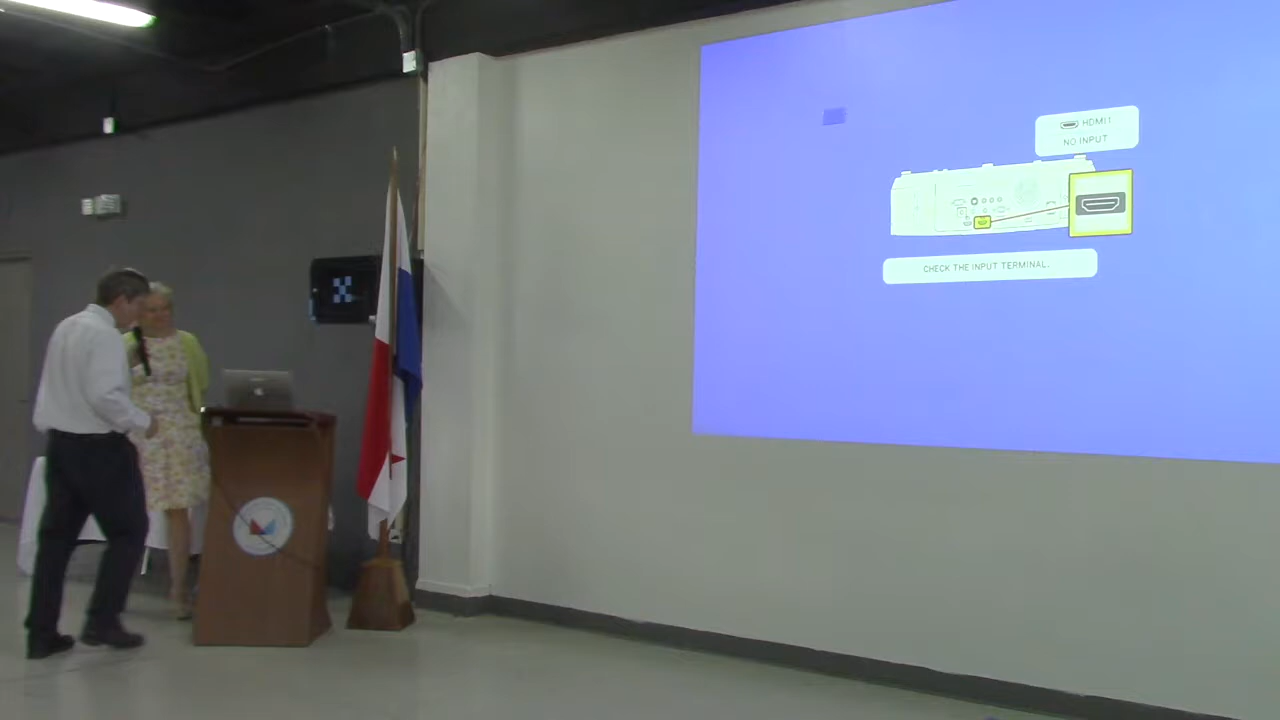 HDMI1
NO INPUT
CHECK THE INPUT TERMINAL.